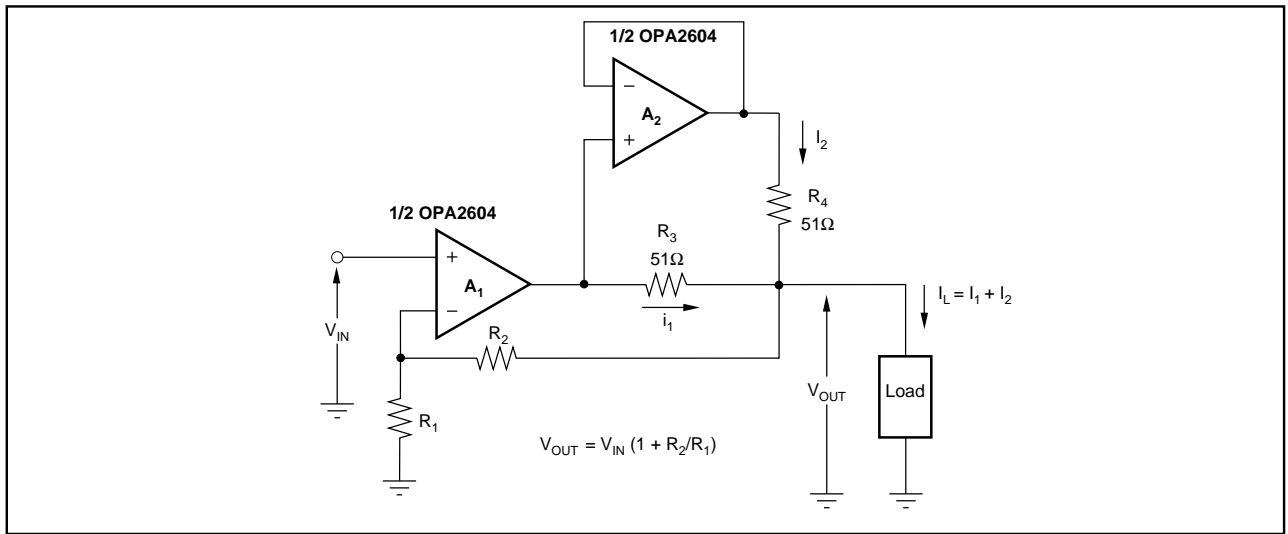 1/2 OPA2604
−
A2
+
I2
R4
51Ω
1/2 OPA2604
R3
51Ω
+
A1
−
i1
IL = I1 + I2
VIN
R2
R1
VOUT
Load
VOUT = VIN (1 + R2/R1)